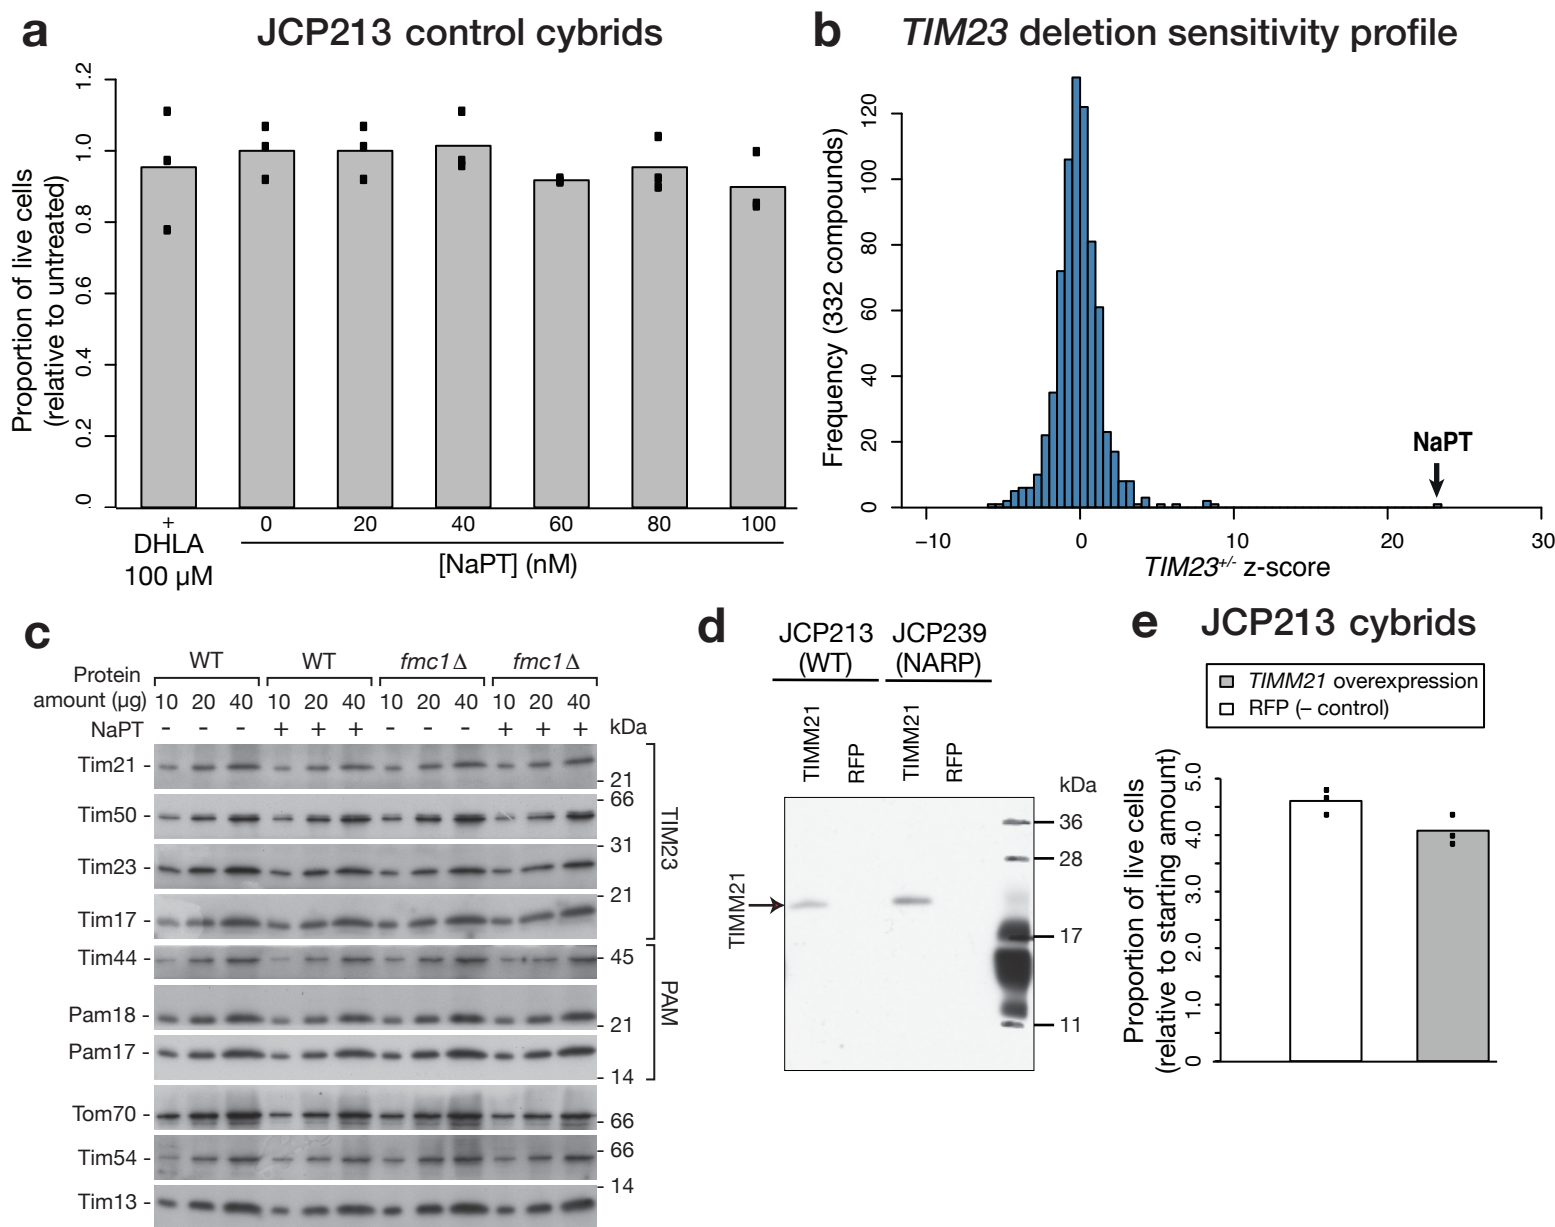 a JCP213 control cybrids
Proportion of live cells
(relative to untreated)
1.2
1.0
0.8
0.6
0.4
0.2
.0
+ 0 20 40 60 80 100
DHLA
100 µM
[NaPT] (nM)
b TIM23 deletion sensitivity profile
Frequency (332 compounds)
120
100
80
60
40
20
0
NaPT
−10 0 10 20 30
TIM23+/- z-score
c
WT WT fmc1Δ fmc1Δ
Protein
amount (µg) 10 20 40 10 20 40 10 20 40 10 20 40
NaPT - - - + + + - - - + + + kDa
Tim21 -
- 21
- 66
Tim50 -
- 31
Tim23 -
- 21
Tim17 -
TIM23
Tim44 - - 45
Pam18 -
- 21
Pam17 -
- 14
PAM
Tom70 -
- 66
- 66
Tim54 -
- 14
Tim13 -
d
JCP213 JCP239
(WT) (NARP)
TIMM21 RFP TIMM21 RFP
kDa
36
28
TIMM21
17
11
e JCP213 cybrids
TIMM21 overexpression
RFP (– control)
Proportion of live cells
(relative to starting amount)
5.0
4.0
3.0
2.0
1.0
0